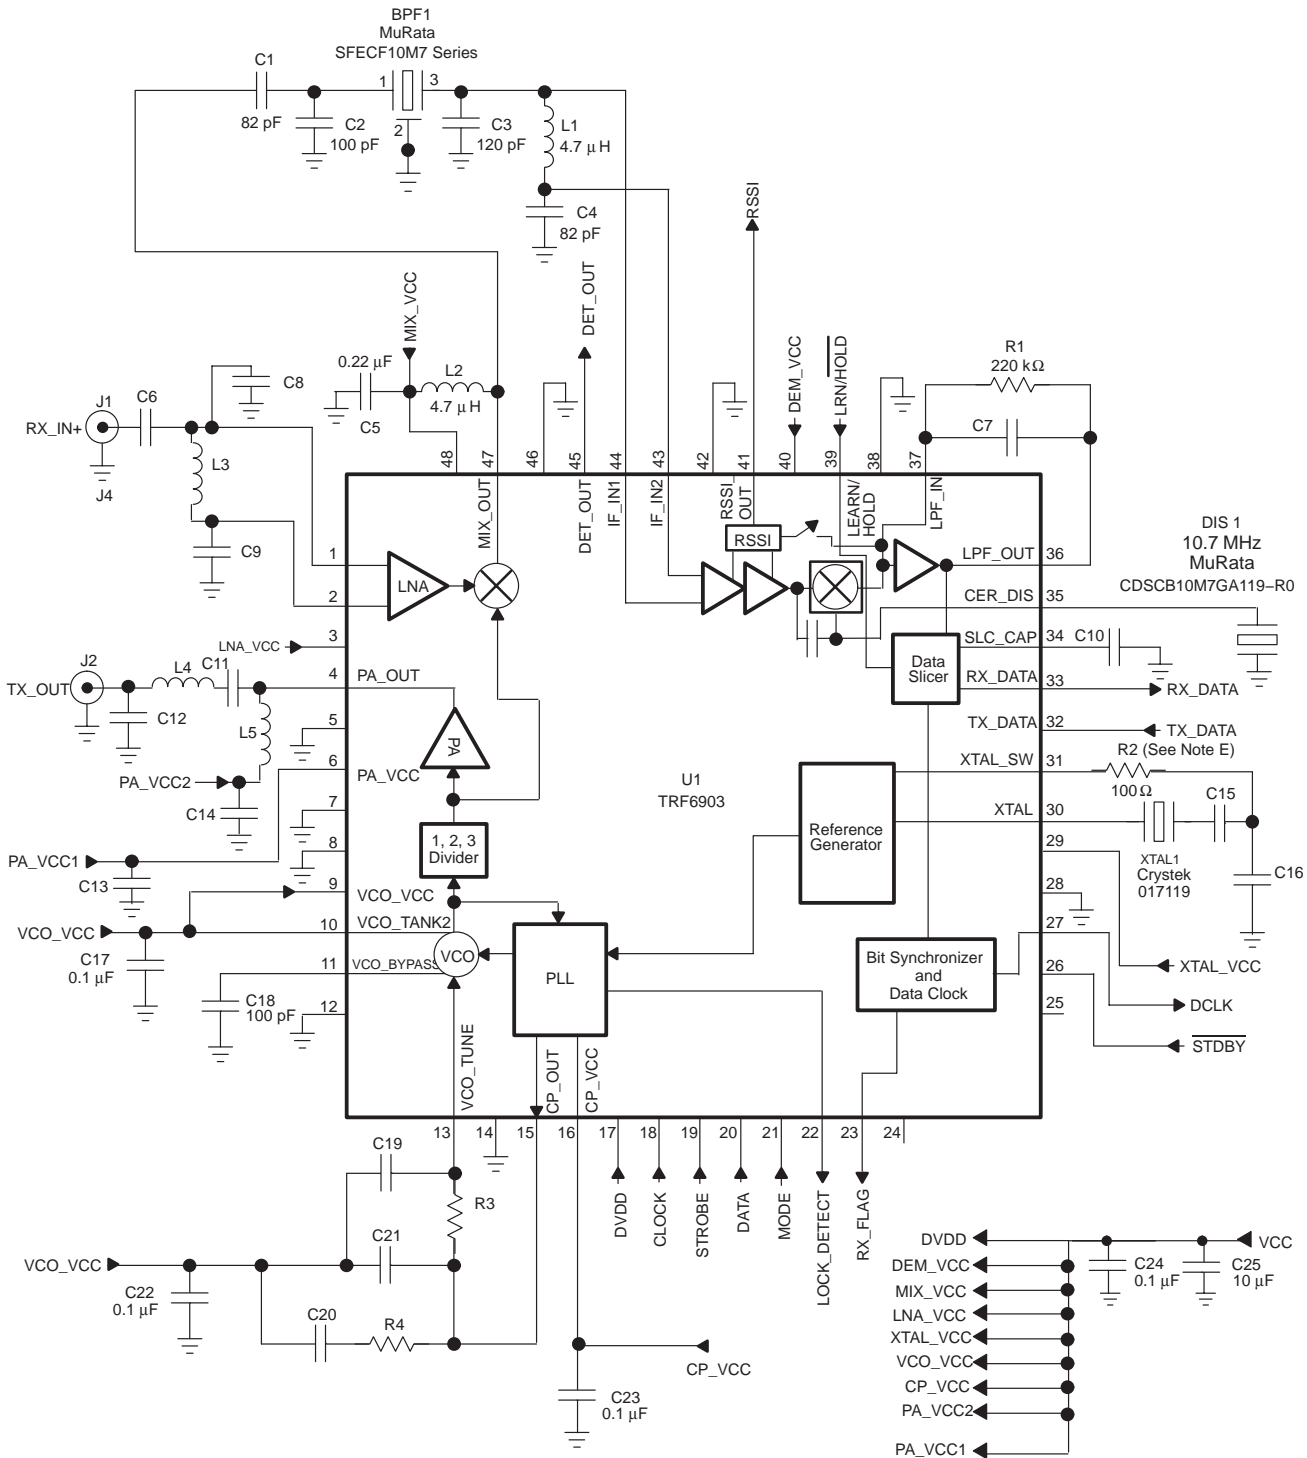 BPF1
MuRata
SFECF10M7 Series
C1
1
3
2
82 pF
C2
100 pF
C3
120 pF
L1
4.7 μ H
C4
82 pF
RSSI
DET_OUT
MIX_VCC
0.22 μF
L2
4.7 μ H
C5
C8
J1
C6
RX_IN+
J4
L3
C9
DEM_VCC
LRN/HOLD
R1
220 kΩ
C7
48
47
46
45
44
43
42
41
40
39
38
37
MIX_OUT
DET_OUT
IF_IN1
IF_IN2
RSSI_
OUT
LEARN/
HOLD
LPF_IN
RSSI
LPF_OUT
36
DIS 1
10.7 MHz
MuRata
CDSCB10M7GA119–R0
1
LNA
2
CER_DIS
35
3
LNA_VCC
SLC_CAP
34
C10
Data
Slicer
4
PA_OUT
J2
L4
C11
TX_OUT
C12
L5
RX_DATA
33
RX_DATA
5
PA
TX_DATA
32
TX_DATA
R2 (See Note E)
6
PA_VCC
PA_VCC2
C14
U1
TRF6903
XTAL_SW
31
100 Ω
C15
7
XTAL
30
Reference
Generator
1, 2, 3
Divider
8
29
XTAL1
Crystek
017119
C16
PA_VCC1
C13
9
VCO_VCC
28
VCO_VCC
10
VCO_TANK2
27
C17
0.1 μF
VCO
PLL
Bit Synchronizer
and
Data Clock
11
VCO_BYPASS
26
XTAL_VCC
C18
100 pF
12
25
DCLK
STDBY
VCO_TUNE
CP_OUT
CP_VCC
13
14
15
16
17
18
19
20
21
22
23
24
C19
R3
DVDD
CLOCK
STROBE
DATA
MODE
LOCK_DETECT
RX_FLAG
C21
VCO_VCC
C22
0.1 μF
C20
R4
CP_VCC
C23
0.1 μF
DVDD
VCC
DEM_VCC
C24
0.1 μF
C25
10 μF
MIX_VCC
LNA_VCC
XTAL_VCC
VCO_VCC
CP_VCC
PA_VCC2
PA_VCC1